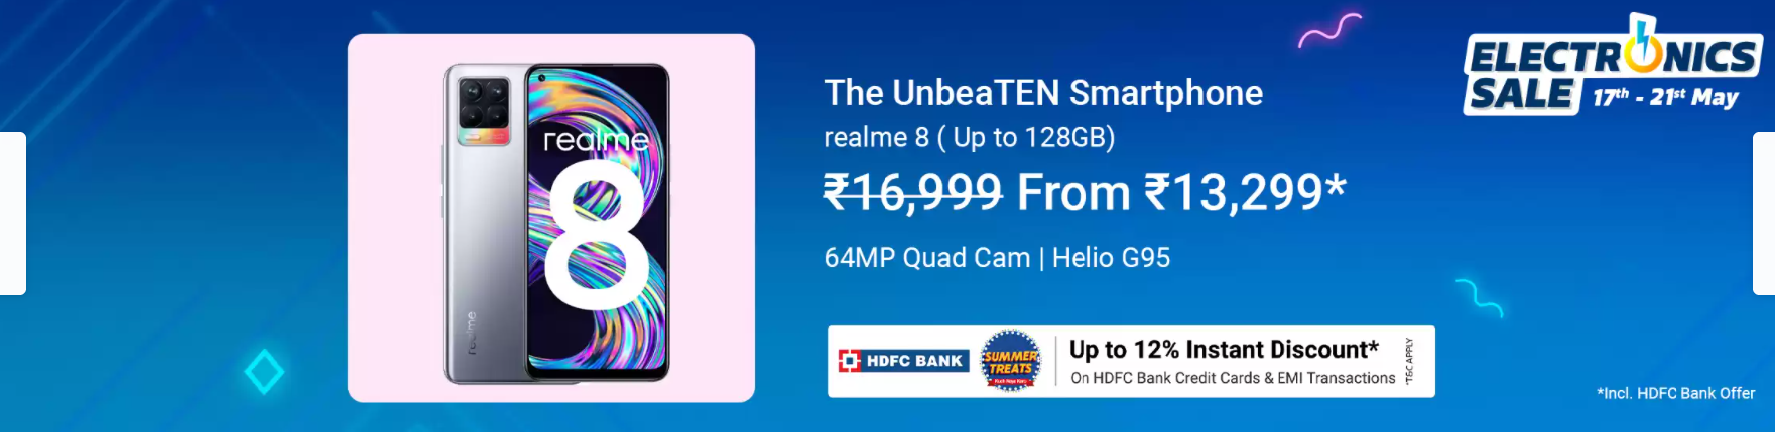 realme
8
realme
The UnbeaTEN Smartphone
realme 8 ( Up to 128GB)
₹16,999 From ₹13,299*
64MP Quad Cam | Helio G95
HDFC BANK
SUMMER
TREATS
Up to 12% Instant Discount*
On HDFC Bank Credit Cards & EMI Transactions
*T&C APPLY
ELECTRONICS
SALE 17th - 21st May
*Incl. HDFC Bank Offer